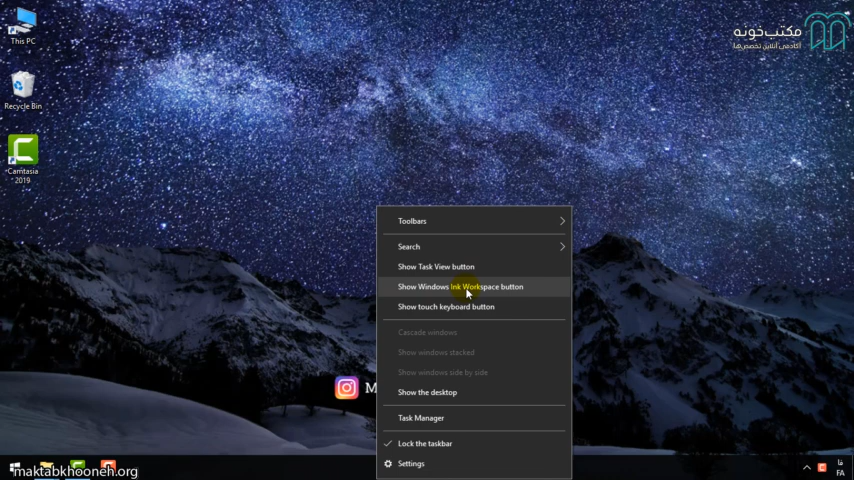 This PC
Recycle Bin
Camtasia
2019
مکتب‌خونه
آکادمی آنلاین تخصص‌ها
Toolbars
Search
Show Task View button
Show Windows Ink Workspace button
Show touch keyboard button
Cascade windows
Show windows stacked
Show windows side by side
Show the desktop
Task Manager
Lock the taskbar
Settings
M
maktabkhooneh.org
فا
FA